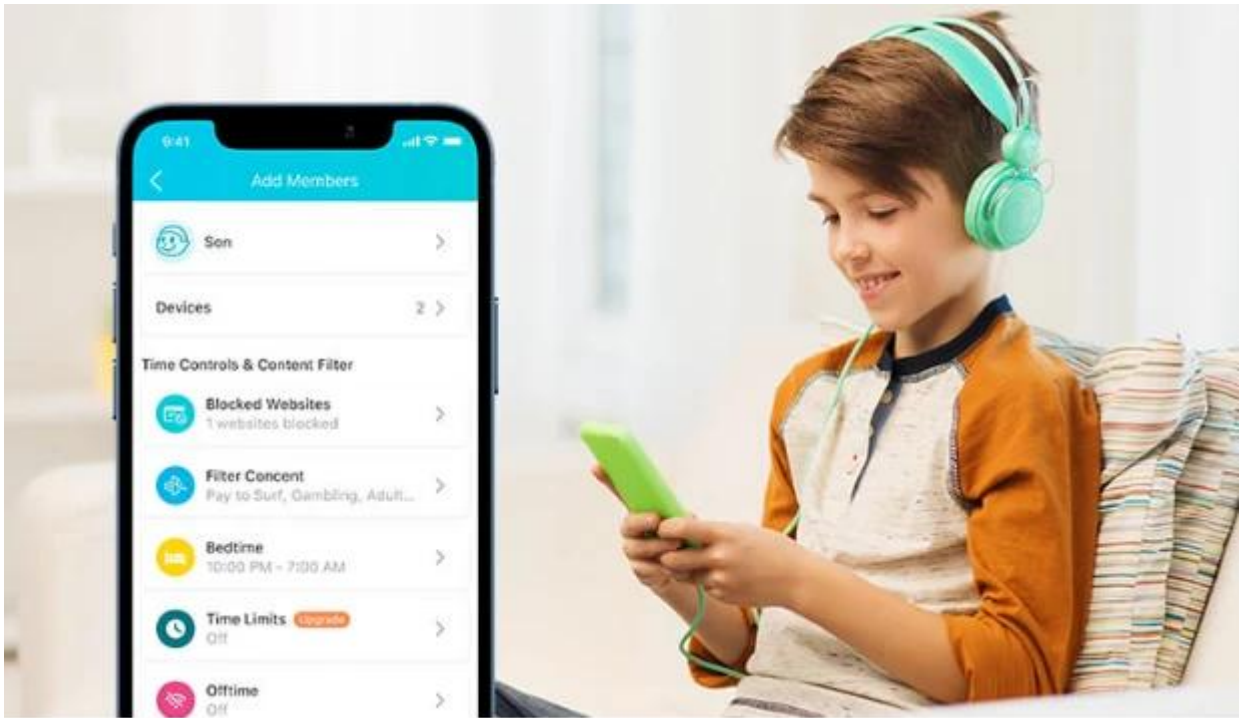 9:41
Add Members
Son
Devices 2
Time Controls & Content Filter
Blocked Websites
1 websites blocked
Filter Concent
Pay to Surf, Gambling, Adult...
Bedtime
10:00 PM - 7:00 AM
Time Limits Upgrade
Off
Offtime
Off